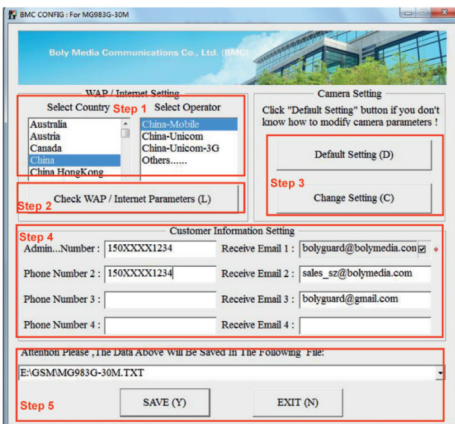 BMC CONFIG : For MG983G-30M
Boly Media Communications Co., Ltd. (BMC)
WAP / Internet Setting
Camera Setting
Select Country Step 1 Select Operator
Click "Default Setting" button if you don't
know how to modify camera parameters !
Australia
Austria
Canada
China
China HongKong
China-Mobile
China-Unicom
China-Unicom-3G
Others......
Default Setting (D)
Step 3
Change Setting (C)
Check WAP / Internet Parameters (L)
Step 2
Customer Information Setting
Step 4
Admin...Number : 150XXXX1234 Receive Email 1 : bolyguard@bolymedia.com *
Phone Number 2 : 150XXXX1234 Receive Email 2 : sales_sz@bolymedia.com
Phone Number 3 : Receive Email 3 : bolyguard@gmail.com
Phone Number 4 : Receive Email 4 :
Attention Please ,The Data Above Will Be Saved In The Following File:
E:\GSM\MG983G-30M.TXT
Step 5 SAVE (Y) EXIT (N)